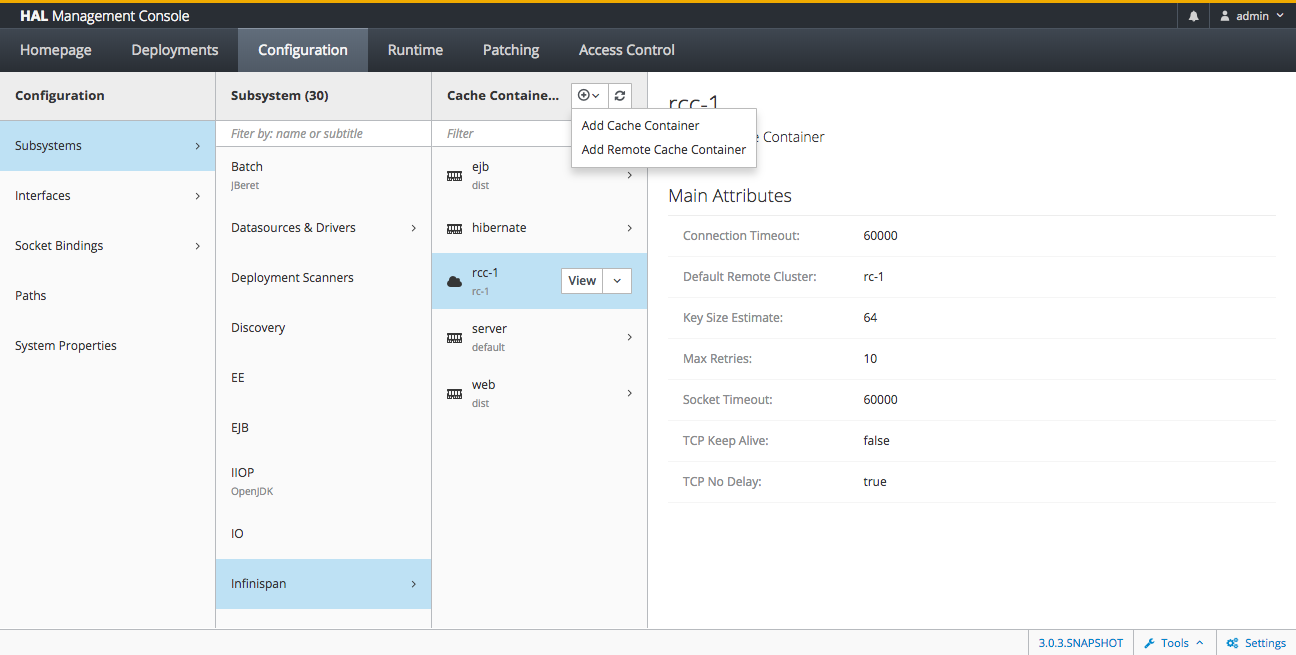 HAL Management Console
admin
Homepage Deployments Configuration Runtime Patching Access Control
Configuration
Subsystems
Interfaces
Socket Bindings
Paths
System Properties
Subsystem (30)
Fiter by: name or subtitle
Batch
JBeret
Datasources & Drivers
Deployment Scanners
Discovery
EE
EJB
IIOP
OpenJDK
IO
Infinispan
Cache Containe...
Filter
Add Cache Container
Add Remote Cache Container
ejb
dist
hibernate
rcc-1
rc-1
View
server
default
web
dist
rcc-1
Container
Main Attributes
Connection Timeout: 60000
Default Remote Cluster: rc-1
Key Size Estimate: 64
Max Retries: 10
Socket Timeout: 60000
TCP Keep Alive: false
TCP No Delay: true
3.0.3.SNAPSHOT Tools Settings